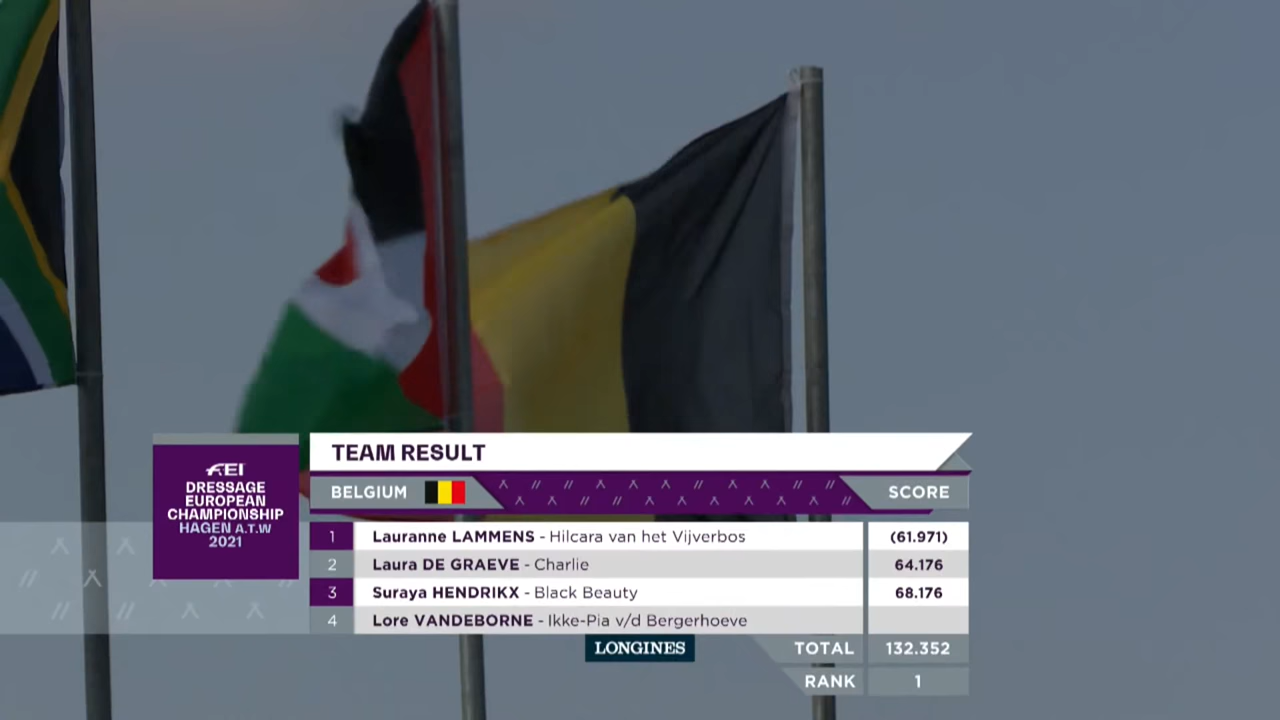 TEAM RESULT
FEI
DRESSAGE
EUROPEAN
CHAMPIONSHIP
HAGEN A.T.W
2021
BELGIUM SCORE
1 Lauranne LAMMENS - Hilcara van het Vijverbos (61.971)
2 Laura DE GRAEVE - Charlie 64.176
3 Suraya HENDRIKX - Black Beauty 68.176
4 Lore VANDEBORNE - Ikke-Pia v/d Bergerhoeve
LONGINES TOTAL 132.352
RANK 1